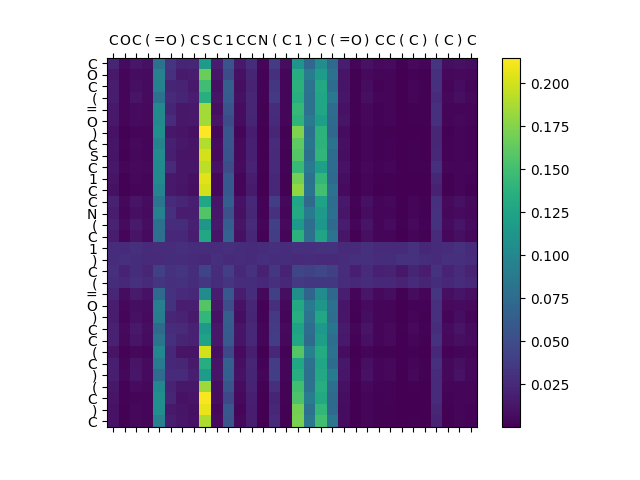 COC(=O)CSC1CCN(C1)C(=O)CC(C)(C)C
C
O
C
(
=
O
)
C
S
C
1
C
C
N
(
C
1
)
C
(
=
O
)
C
C
(
C
)
(
C
)
C
0.200
0.175
0.150
0.125
0.100
0.075
0.050
0.025